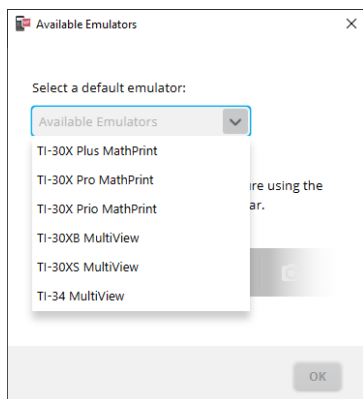 Available Emulators
Select a default emulator:
Available Emulators
TI-30X Plus MathPrint
TI-30X Pro MathPrint
TI-30X Prio MathPrint
TI-30XB MultiView
TI-30XS MultiView
TI-34 MultiView
re using the
ar.
OK